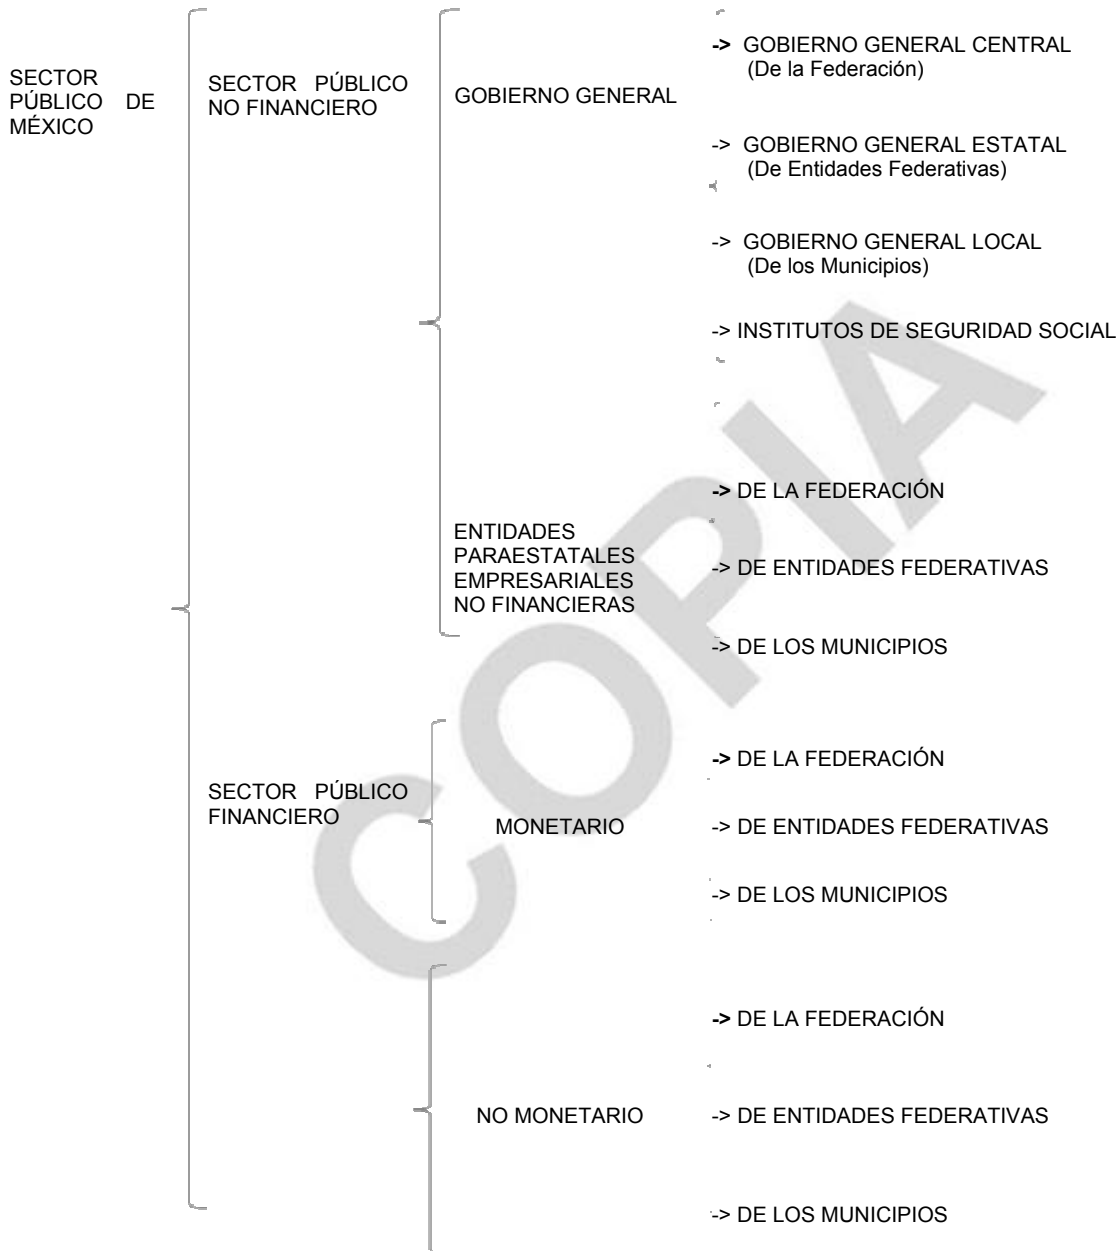 SECTOR
PÚBLICO DE
MÉXICO
SECTOR PÚBLICO
NO FINANCIERO
GOBIERNO GENERAL
-> GOBIERNO GENERAL CENTRAL
(De la Federación)
-> GOBIERNO GENERAL ESTATAL
(De Entidades Federativas)
-> GOBIERNO GENERAL LOCAL
(De los Municipios)
-> INSTITUTOS DE SEGURIDAD SOCIAL
ENTIDADES
PARAESTATALES
EMPRESARIALES
NO FINANCIERAS
-> DE LA FEDERACIÓN
-> DE ENTIDADES FEDERATIVAS
-> DE LOS MUNICIPIOS
SECTOR PÚBLICO
FINANCIERO
MONETARIO
-> DE LA FEDERACIÓN
-> DE ENTIDADES FEDERATIVAS
-> DE LOS MUNICIPIOS
NO MONETARIO
-> DE LA FEDERACIÓN
-> DE ENTIDADES FEDERATIVAS
-> DE LOS MUNICIPIOS
COPIA